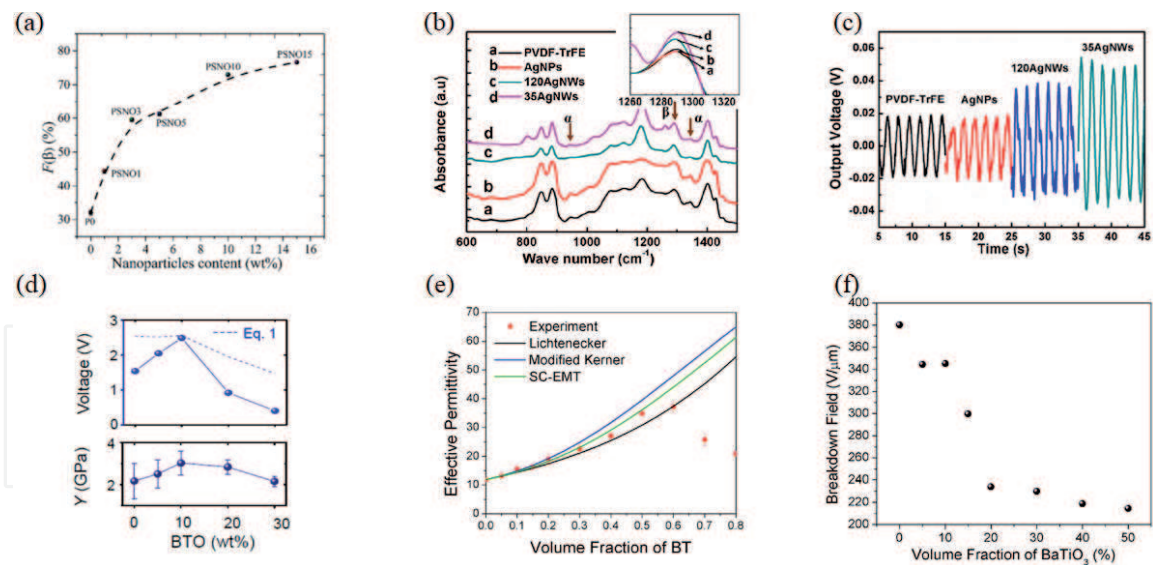 (a)
F(β) (%)
80
70
60
50
40
30
P0
PSNO1
PSNO3
PSNO5
PSNO10
PSNO15
0 2 4 6 8 10 12 14 16
Nanoparticles content (wt%)
(b)
Absorbance (a.u)
a PVDF-TrFE
b AgNPs
c 120AgNWs
d 35AgNWs
d
c
b
a
1260 1290 1300 1320
α β α
d
c
b
a
600 800 1000 1200 1400
Wave number (cm⁻¹)
(c)
Output Voltage (V)
0.06
0.04
0.02
0.00
-0.02
-0.04
PVDF-TrFE AgNPs 120AgNWs 35AgNWs
5 10 15 20 25 30 35 40 45
Time (s)
(d)
Voltage (V)
3
2
1
0
Eq. 1
Y (GPa)
4
2
0 10 20 30
BTO (wt%)
(e)
Effective Permittivity
70
60
50
40
30
20
10
0
Experiment
Lichtenecker
Modified Kerner
SC-EMT
0.0 0.1 0.2 0.3 0.4 0.5 0.6 0.7 0.8
Volume Fraction of BT
(f)
Breakdown Field (V/μm)
400
380
360
340
320
300
280
260
240
220
200
0 10 20 30 40 50
Volume Fraction of BaTiO₃ (%)